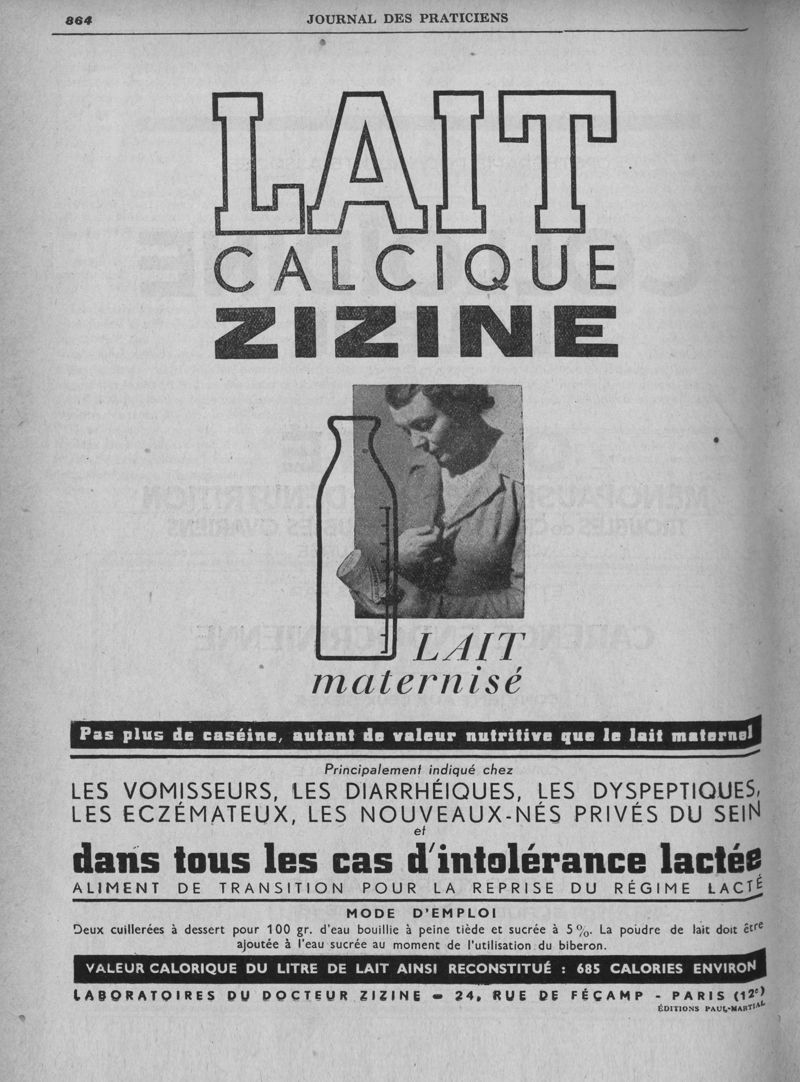 864
JOURNAL DES PRATICIENS
LAIT
CALCIQUE
ZIZINE
LAIT
maternisé
Pas plus de caséine, autant de valeur nutritive que le lait maternel
Principalement indiqué chez
LES VOMISSEURS, LES DIARRHÉIQUES, LES DYSPEPTIQUES,
LES ECZÉMATEUX, LES NOUVEAUX-NÉS PRIVÉS DU SEIN
et
dans tous les cas d'intolérance lactée
ALIMENT DE TRANSITION POUR LA REPRISE DU RÉGIME LACTÉ
MODE D'EMPLOI
Deux cuillerées à dessert pour 100 gr. d'eau bouillie à peine tiède et sucrée à 5 %. La poudre de lait doit être
ajoutée à l'eau sucrée au moment de l'utilisation du biberon.
VALEUR CALORIQUE DU LITRE DE LAIT AINSI RECONSTITUÉ : 685 CALORIES ENVIRON
LABORATOIRES DU DOCTEUR ZIZINE - 24, RUE DE FÉCAMP - PARIS (12e)
ÉDITIONS PAUL-MARTIAL